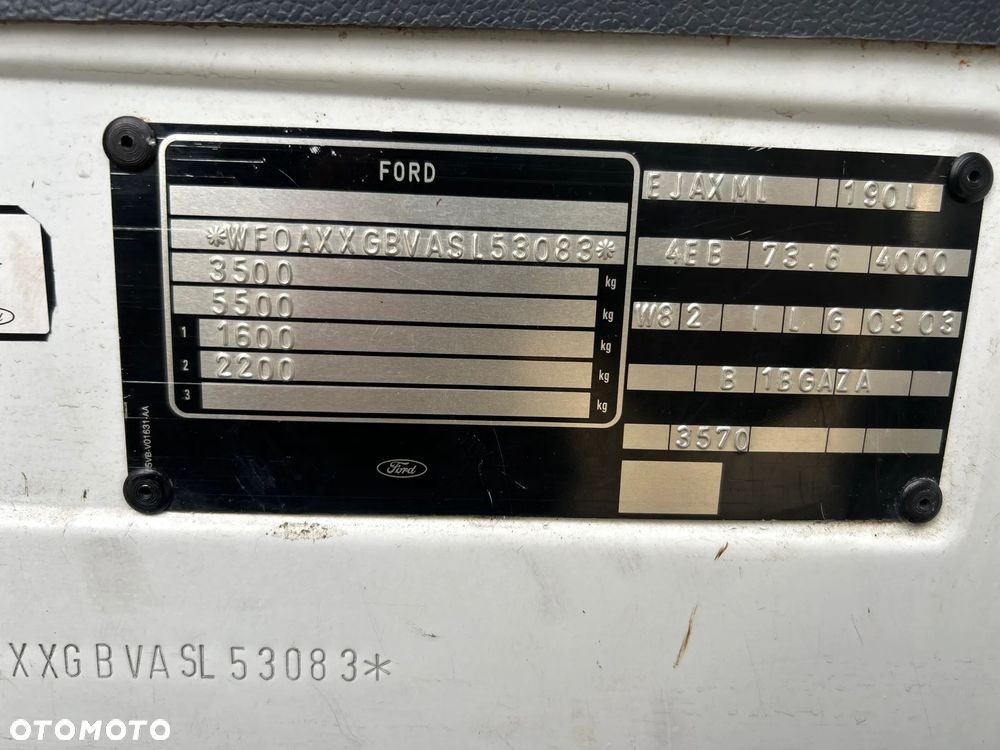 FORD
*WF0AXXGBVASL53083*
3500 kg
5500 kg
1 1600 kg
2 2200 kg
3 kg
EJAXML 190L
4EB 73.6 4000
W82 I L G 0303
B 1BGAZA
3570
Ford
XXGBVASL53083*
OTOMOTO